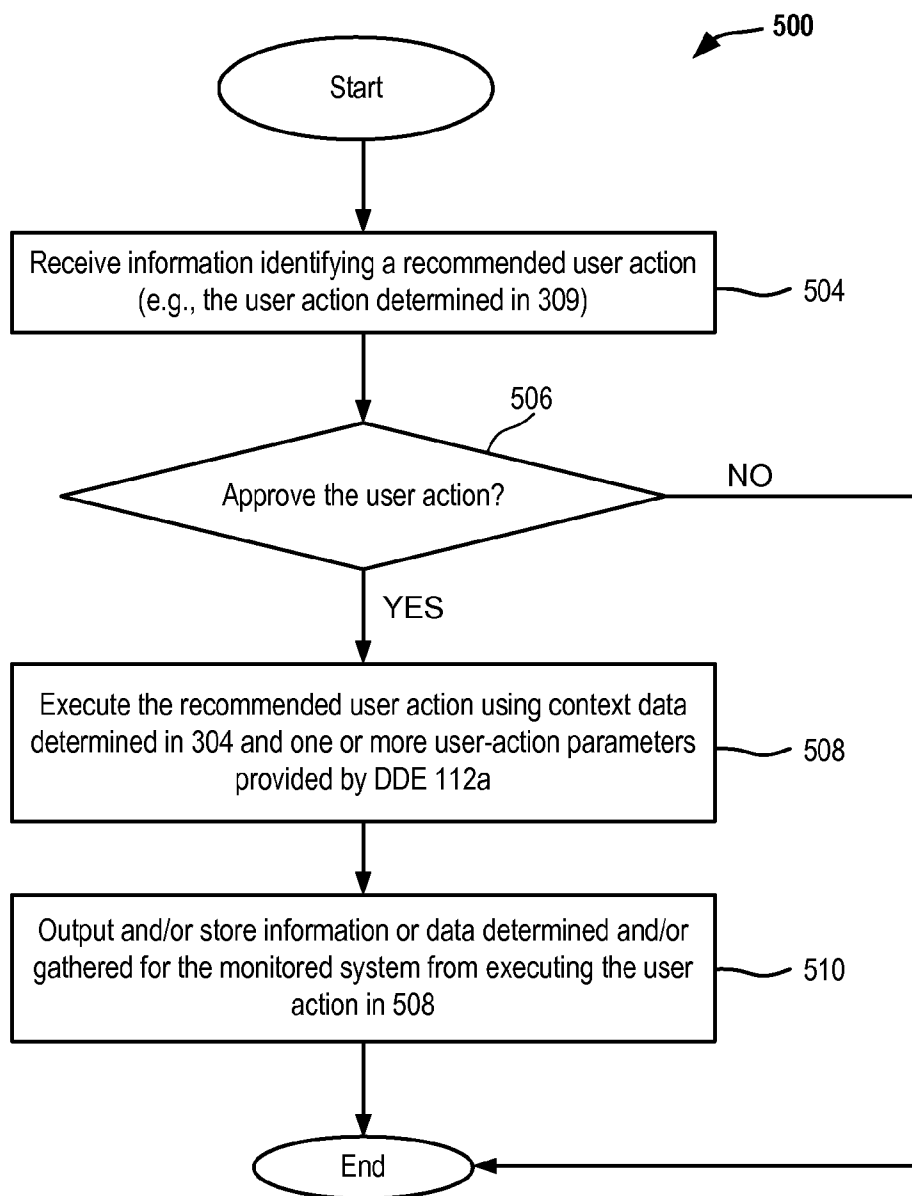 500
Start
Receive information identifying a recommended user action
(e.g., the user action determined in 309)
504
506
Approve the user action?
NO
YES
Execute the recommended user action using context data
determined in 304 and one or more user-action parameters
provided by DDE 112a
508
Output and/or store information or data determined and/or
gathered for the monitored system from executing the user
action in 508
510
End